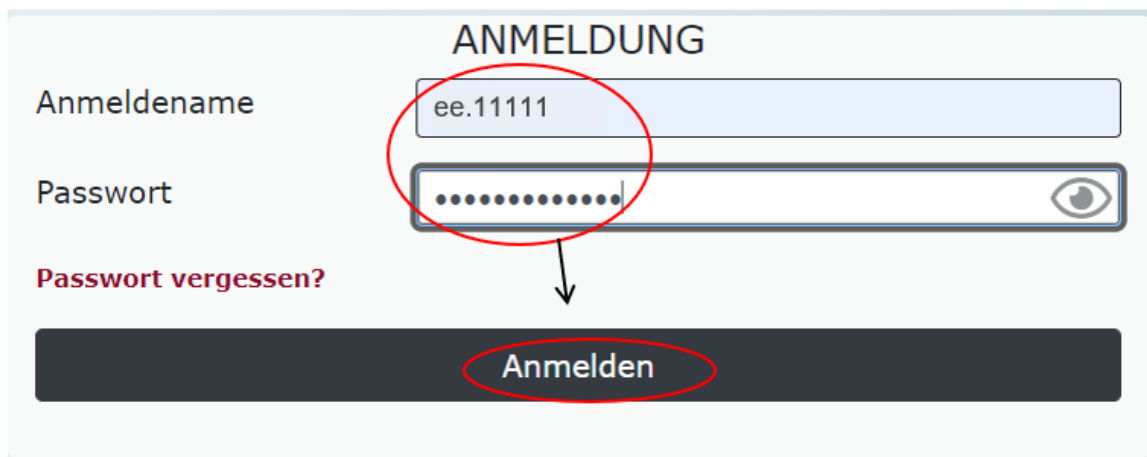 ANMELDUNG
Anmeldename ee.11111
Passwort •••••••••••••
Passwort vergessen?
Anmelden